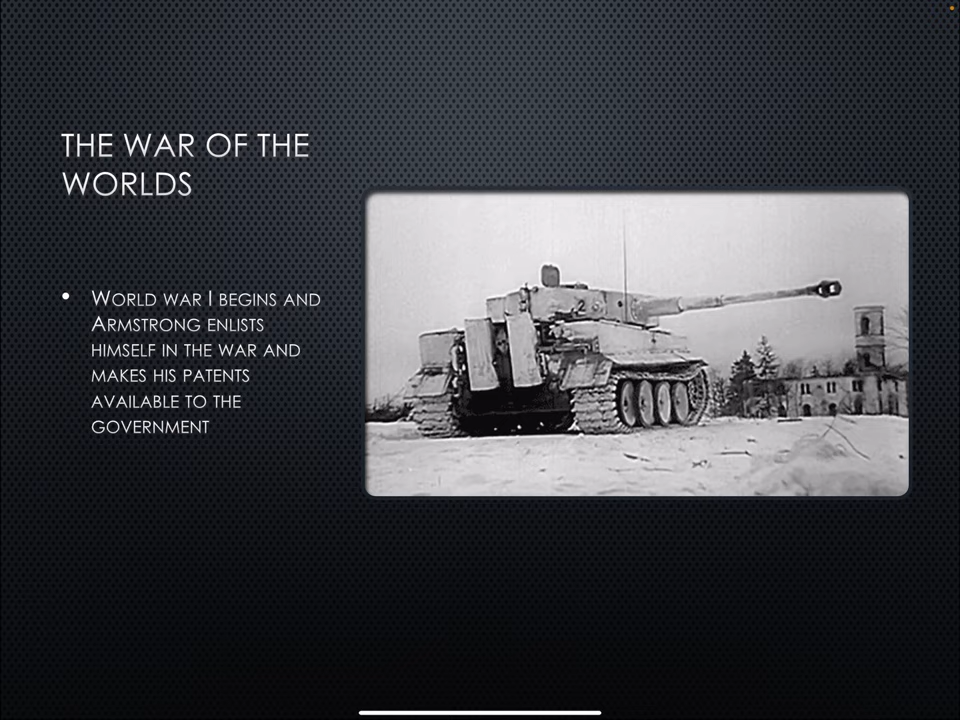 THE WAR OF THE
WORLDS
• WORLD WAR I BEGINS AND
ARMSTRONG ENLISTS
HIMSELF IN THE WAR AND
MAKES HIS PATENTS
AVAILABLE TO THE
GOVERNMENT
2